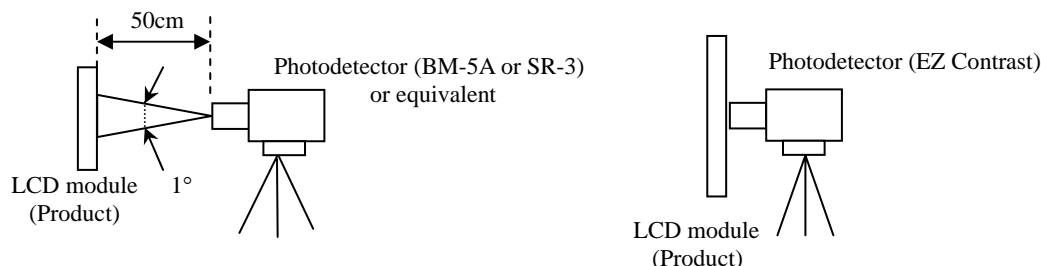 50cm
Photodetector (BM-5A or SR-3)
or equivalent
LCD module
(Product)
1°
Photodetector (EZ Contrast)
LCD module
(Product)